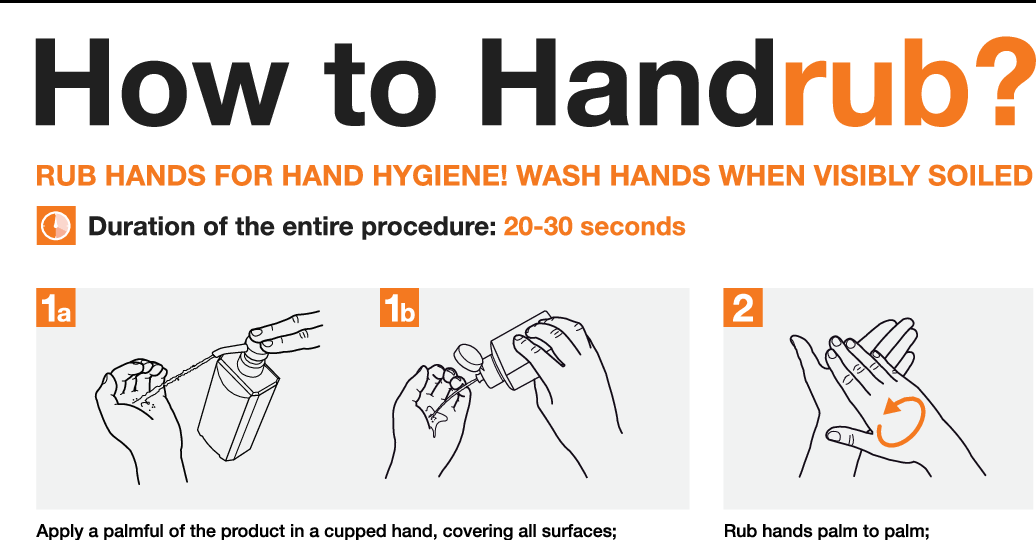 How to Handrub?
RUB HANDS FOR HAND HYGIENE! WASH HANDS WHEN VISIBLY SOILED
Duration of the entire procedure: 20-30 seconds
1a
1b
2
Apply a palmful of the product in a cupped hand, covering all surfaces;
Rub hands palm to palm;